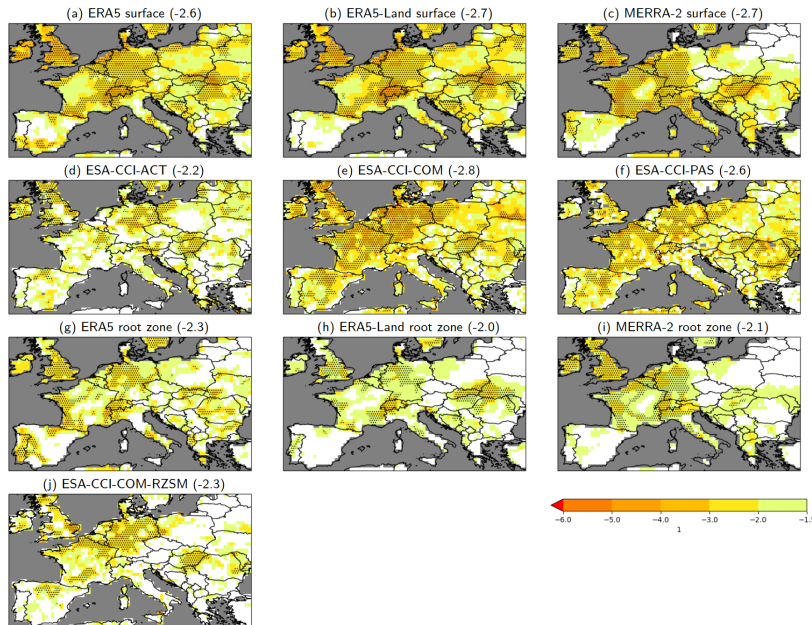 (a) ERA5 surface (-2.6)
(b) ERA5-Land surface (-2.7)
(c) MERRA-2 surface (-2.7)
(d) ESA-CCI-ACT (-2.2)
(e) ESA-CCI-COM (-2.8)
(f) ESA-CCI-PAS (-2.6)
(g) ERA5 root zone (-2.3)
(h) ERA5-Land root zone (-2.0)
(i) MERRA-2 root zone (-2.1)
(j) ESA-CCI-COM-RZSM (-2.3)
-6.0 -5.0 -4.0 -3.0 -2.0 -1.5
1